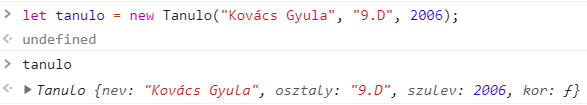 > let tanulo = new Tanulo("Kovács Gyula", "9.D", 2006);
<· undefined
> tanulo
<· ▶ Tanulo {nev: "Kovács Gyula", osztaly: "9.D", szulev: 2006, kor: ƒ}